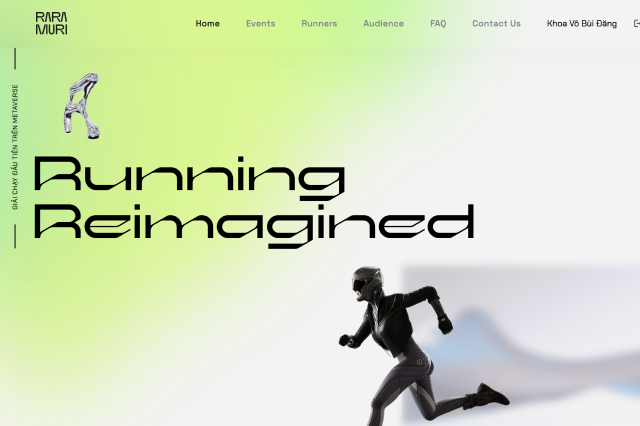 RARA
MURI
Home
Events
Runners
Audience
FAQ
Contact Us
Khoa Võ Bùi Đăng
GIẢI CHẠY ĐẦU TIÊN TRÊN METAVERSE
Running
Reimagined